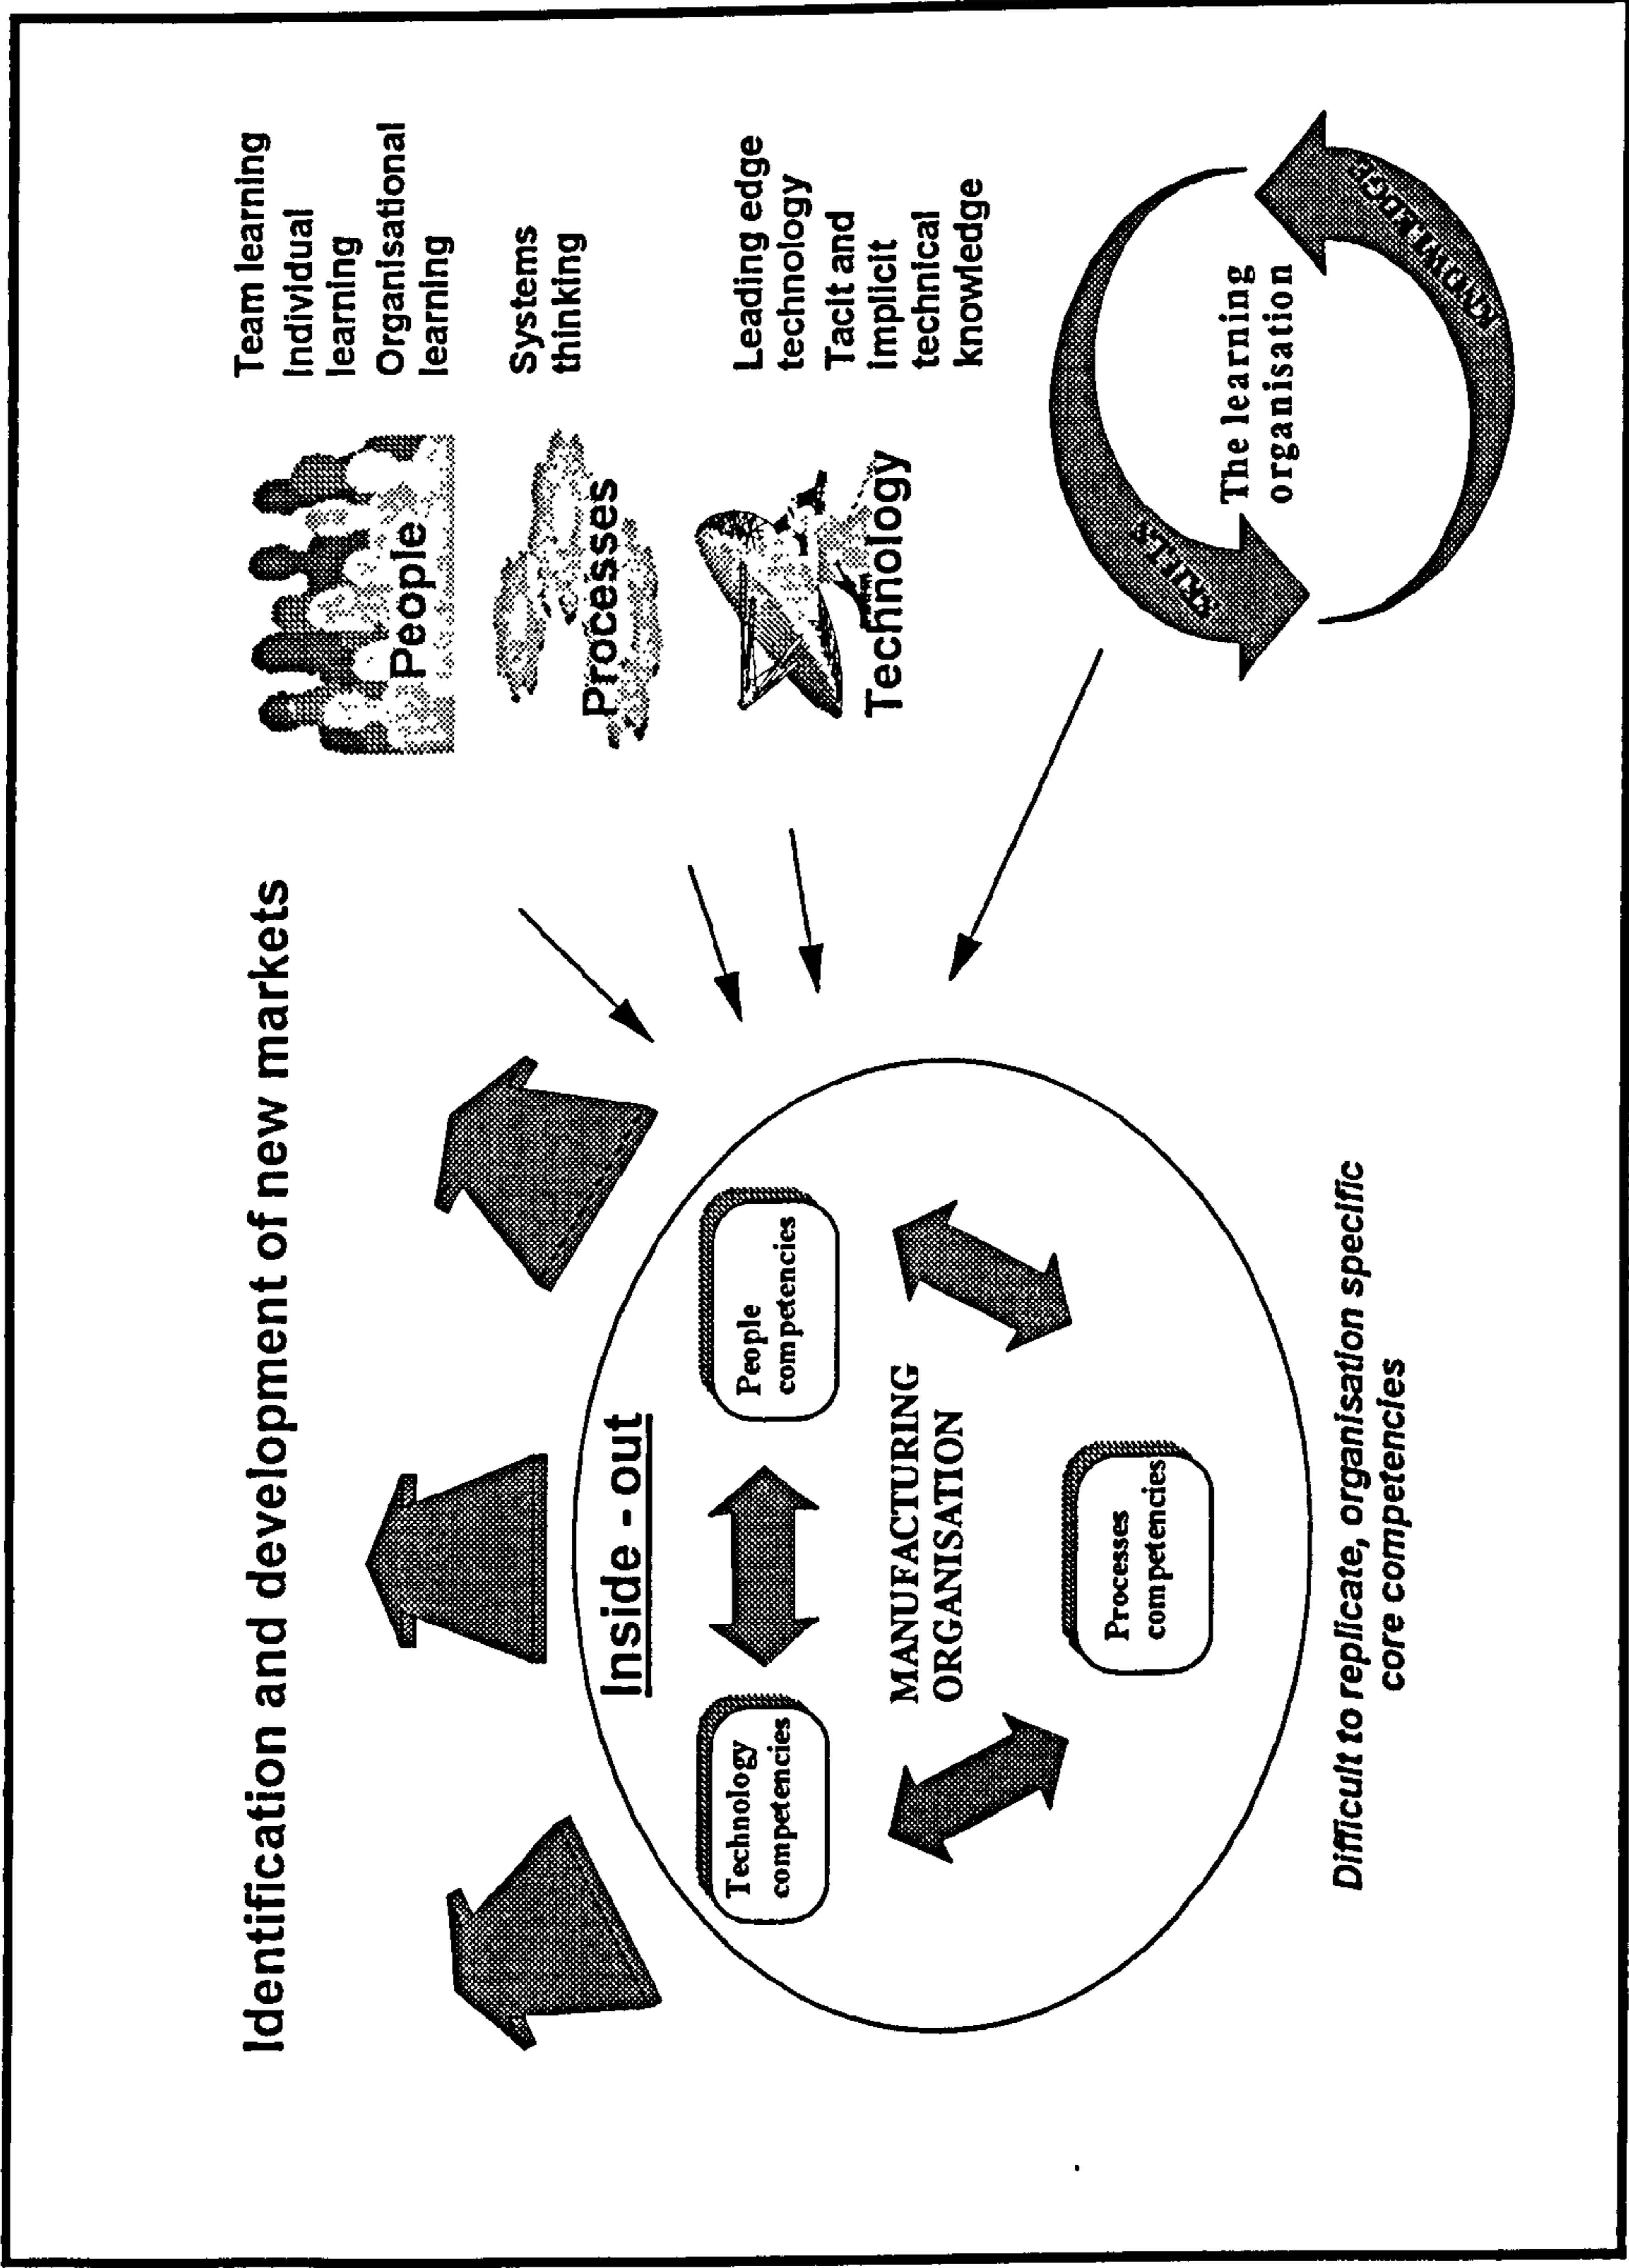 Identification and development of new markets
Inside - out
Technology
competencies
People
competencies
MANUFACTURING
ORGANISATION
Processes
competencies
Difficult to replicate, organisation specific
core competencies
People
Team learning
Individual
learning
Organisational
learning
Processes
Systems
thinking
Technology
Leading edge
technology
Tacit and
implicit
technical
knowledge
SKILLS
The learning
organisation
KNOWLEDGE